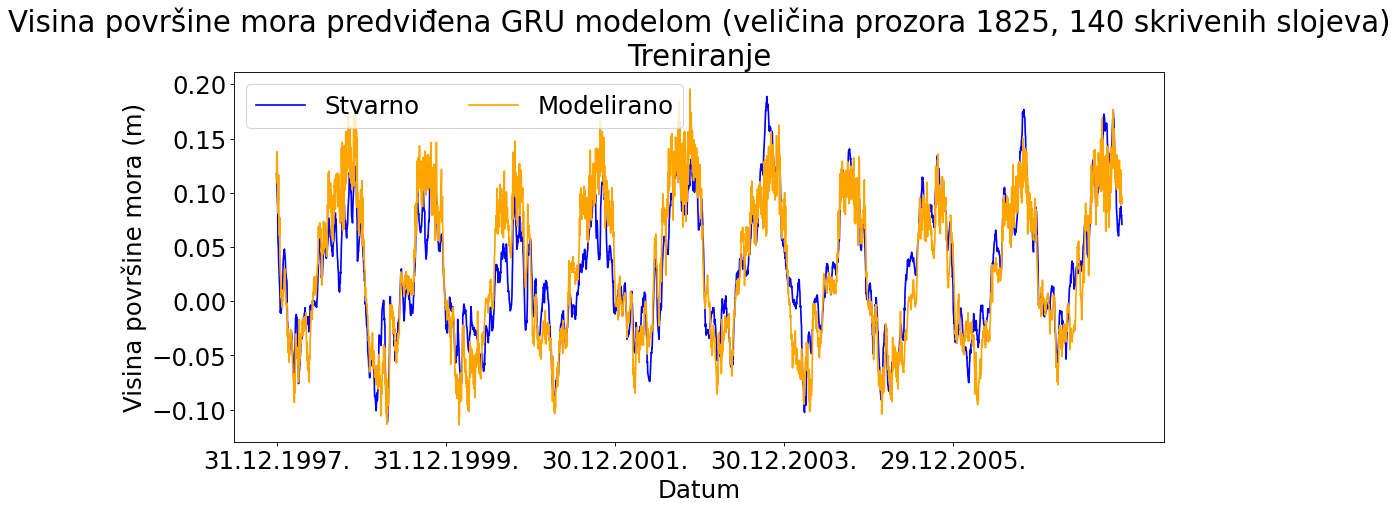 Visina površine mora predviđena GRU modelom (veličina prozora 1825, 140 skrivenih slojeva)
Treniranje
Stvarno Modelirano
Visina površine mora (m)
0.20
0.15
0.10
0.05
0.00
−0.05
−0.10
31.12.1997. 31.12.1999. 30.12.2001. 30.12.2003. 29.12.2005.
Datum